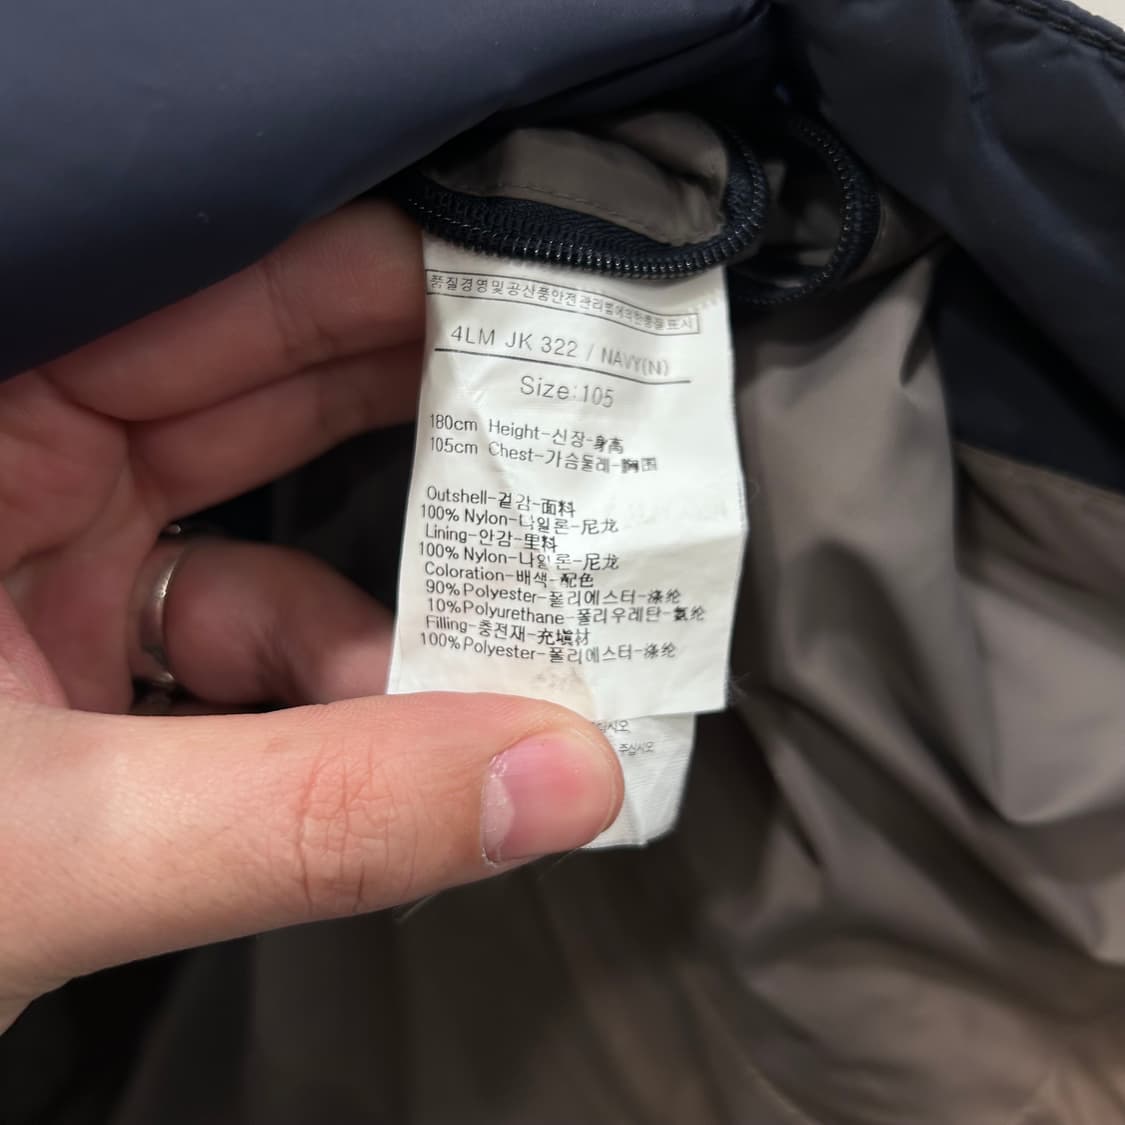 품질경영및공산품안전관리법에의한품질표시
4LM JK 322 / NAVY(N)
Size:105
180cm Height-신장-身高
105cm Chest-가슴둘레-胸围
Outshell-겉감-面料
100% Nylon-나일론-尼龙
Lining-안감-里料
100% Nylon-나일론-尼龙
Coloration-배색-配色
90%Polyester-폴리에스터-涤纶
10%Polyurethane-폴리우레탄-氨纶
Filling-충전재-充塡材
100%Polyester-폴리에스터-涤纶
주십시오